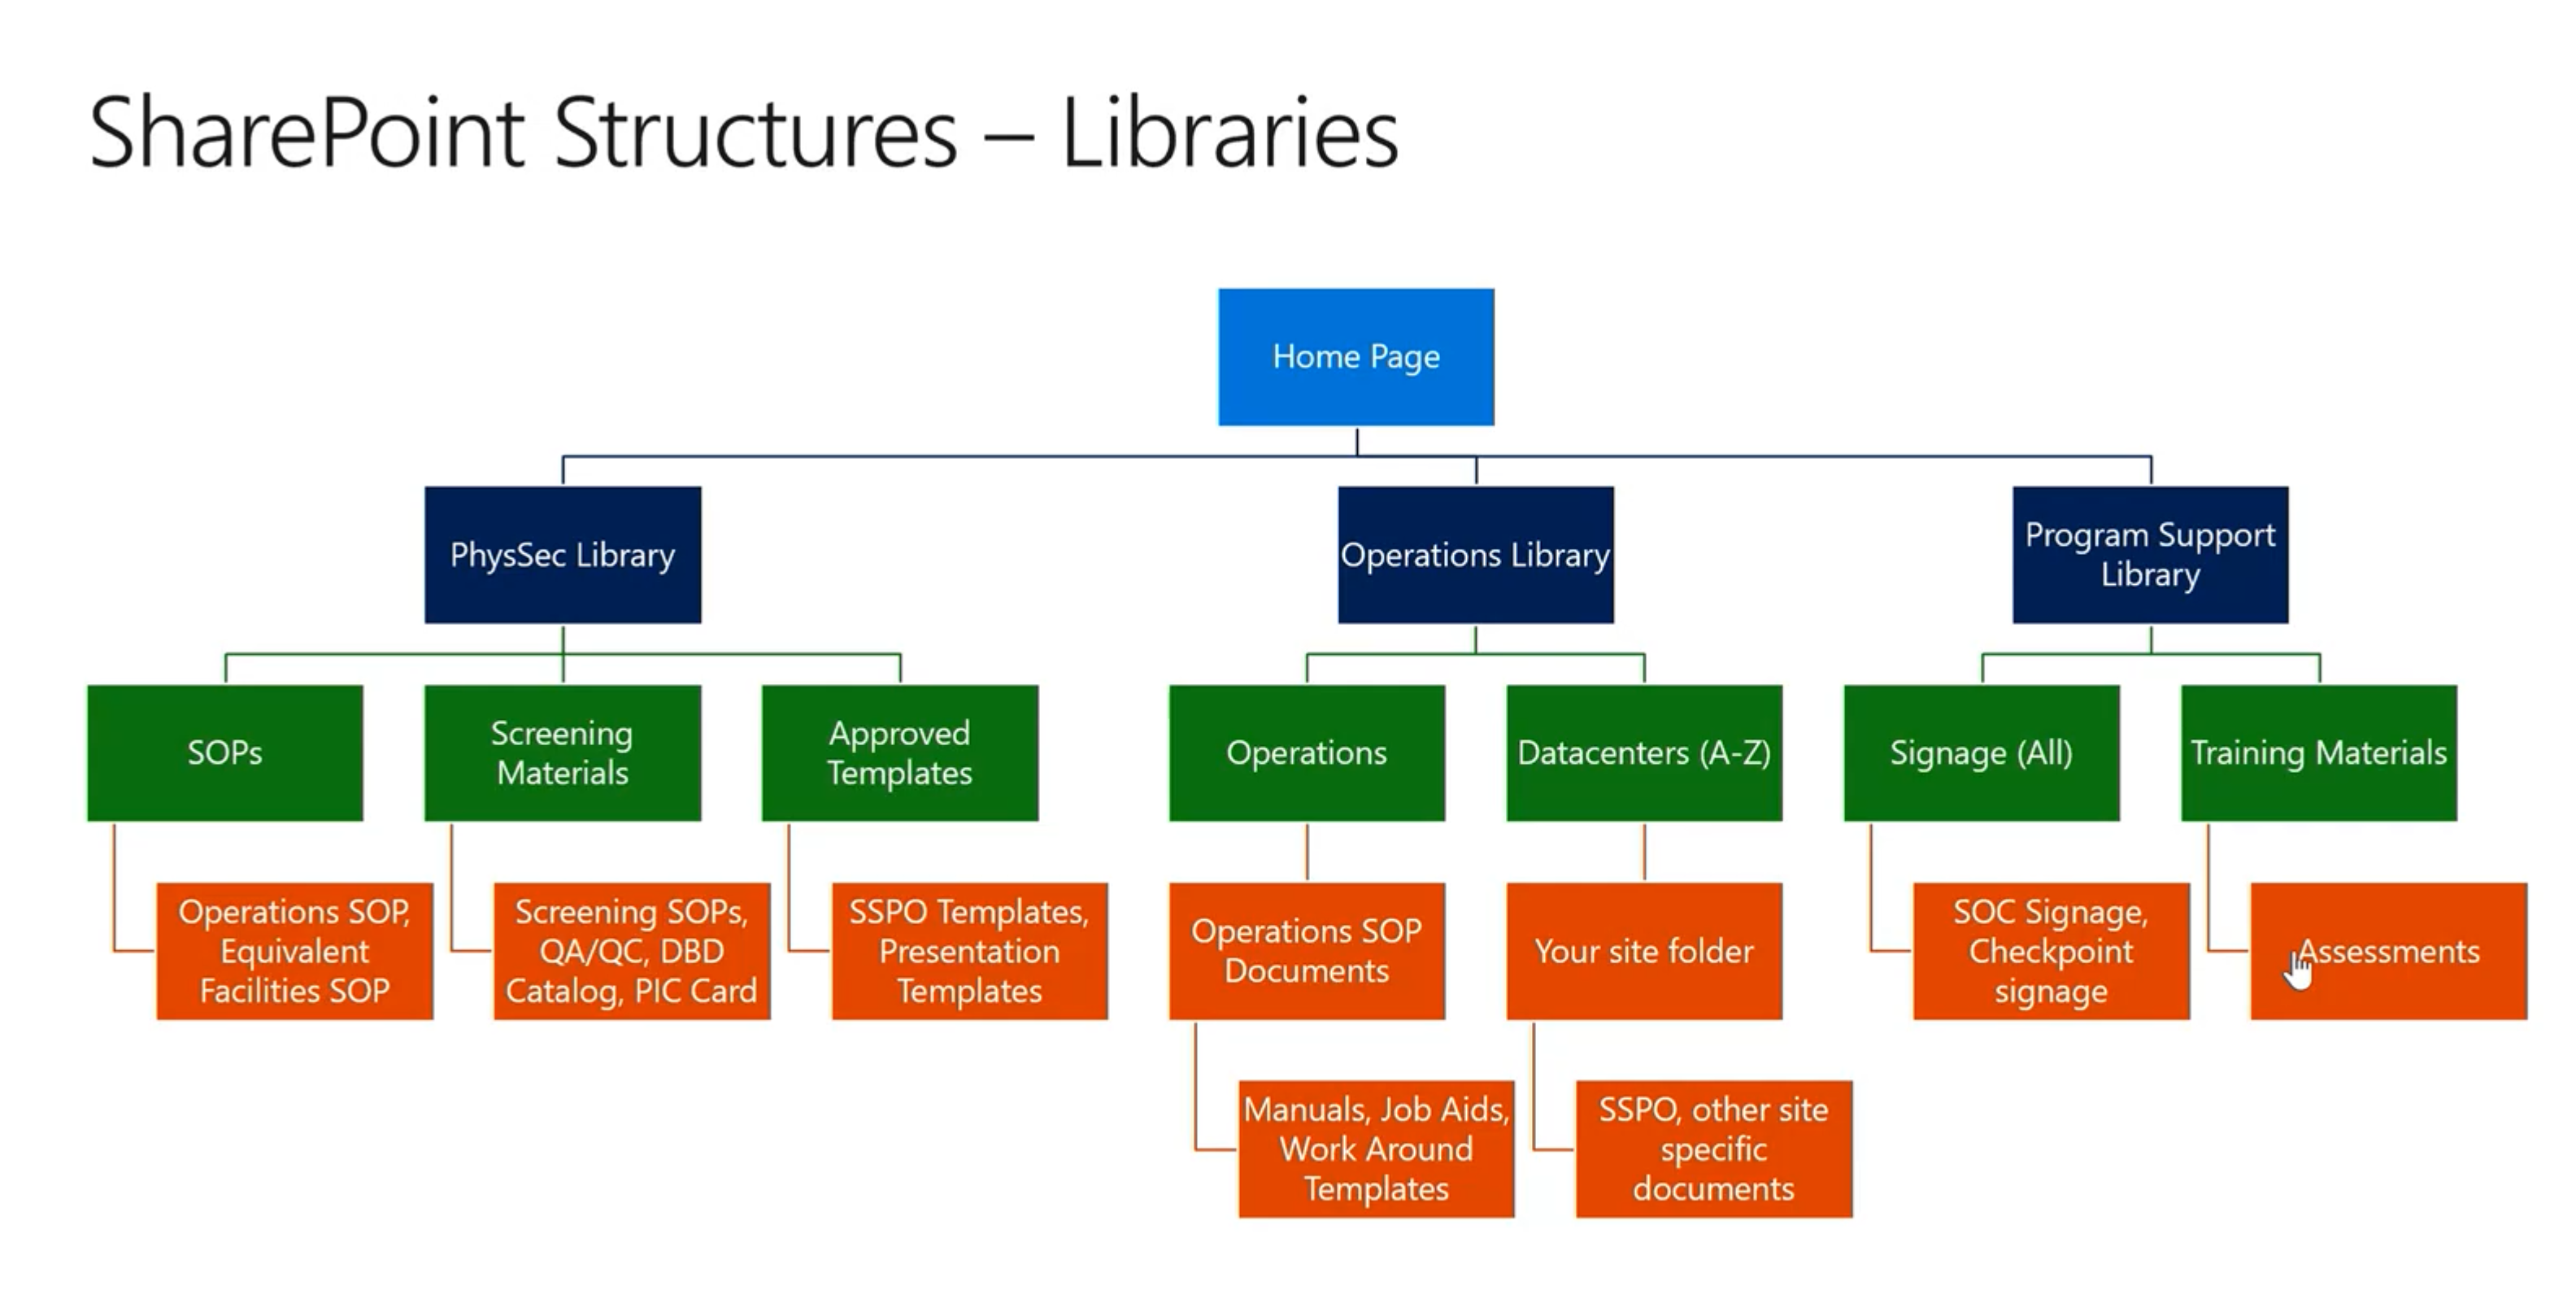 SharePoint Structures – Libraries
Home Page
PhysSec Library
Operations Library
Program Support
Library
SOPs
Screening
Materials
Approved
Templates
Operations
Datacenters (A-Z)
Signage (All)
Training Materials
Operations SOP,
Equivalent
Facilities SOP
Screening SOPs,
QA/QC, DBD
Catalog, PIC Card
SSPO Templates,
Presentation
Templates
Operations SOP
Documents
Your site folder
SOC Signage,
Checkpoint
signage
Assessments
Manuals, Job Aids,
Work Around
Templates
SSPO, other site
specific
documents